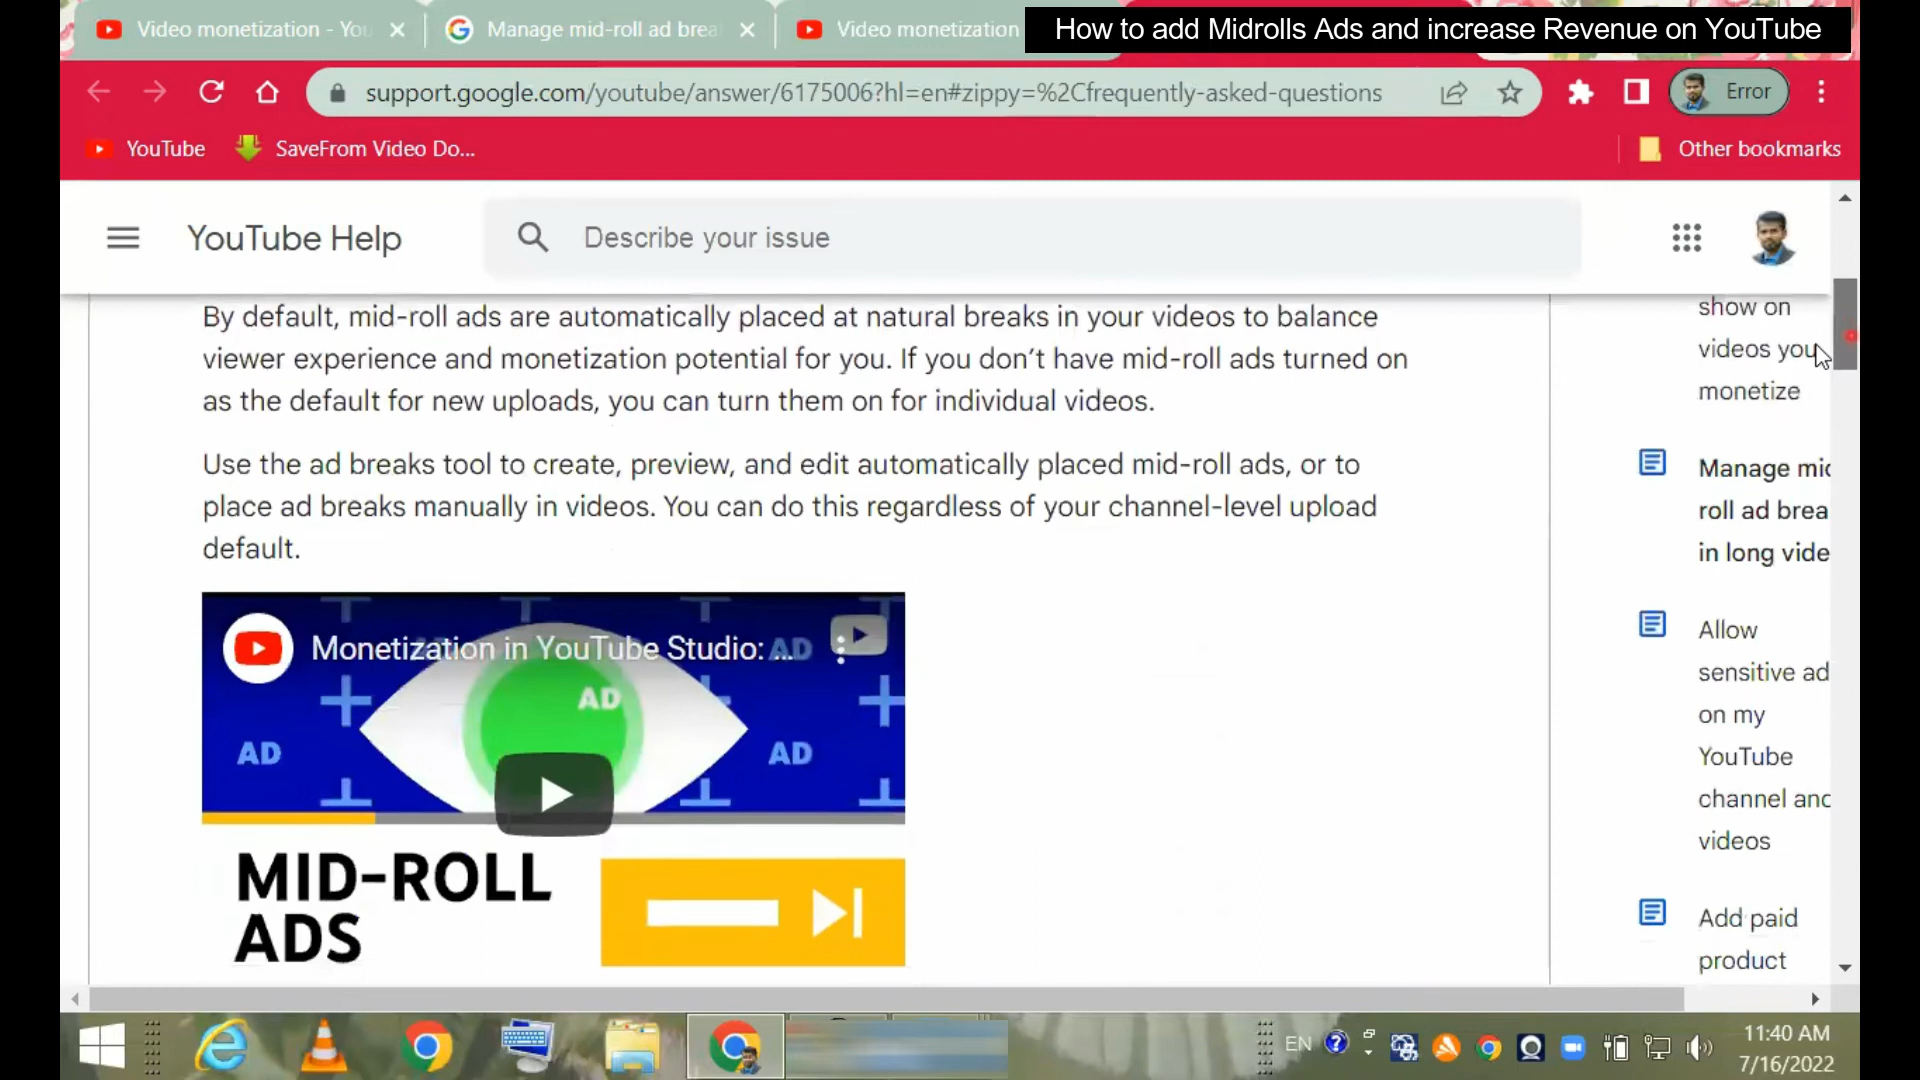 Video monetization - You
Manage mid-roll ad brea
Video monetization
How to add Midrolls Ads and increase Revenue on YouTube
support.google.com/youtube/answer/6175006?hl=en#zippy=%2Cfrequently-asked-questions
Error
YouTube
SaveFrom Video Do...
Other bookmarks
YouTube Help
Describe your issue
By default, mid-roll ads are automatically placed at natural breaks in your videos to balance
viewer experience and monetization potential for you. If you don’t have mid-roll ads turned on
as the default for new uploads, you can turn them on for individual videos.
Use the ad breaks tool to create, preview, and edit automatically placed mid-roll ads, or to
place ad breaks manually in videos. You can do this regardless of your channel-level upload
default.
Monetization in YouTube Studio: ...
AD
AD
AD
AD
MID-ROLL
ADS
show on
videos you
monetize
Manage mid
roll ad brea
in long vide
Allow
sensitive ad
on my
YouTube
channel and
videos
Add paid
product
EN
11:40 AM
7/16/2022